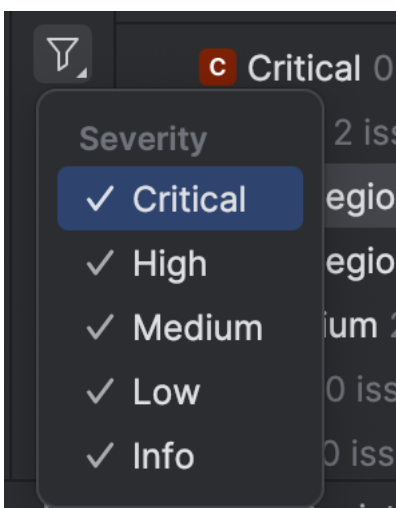 C Critical 0
Severity
2 iss
Critical
egio
High
egio
Medium
ium 2
Low
0 iss
Info
0 iss